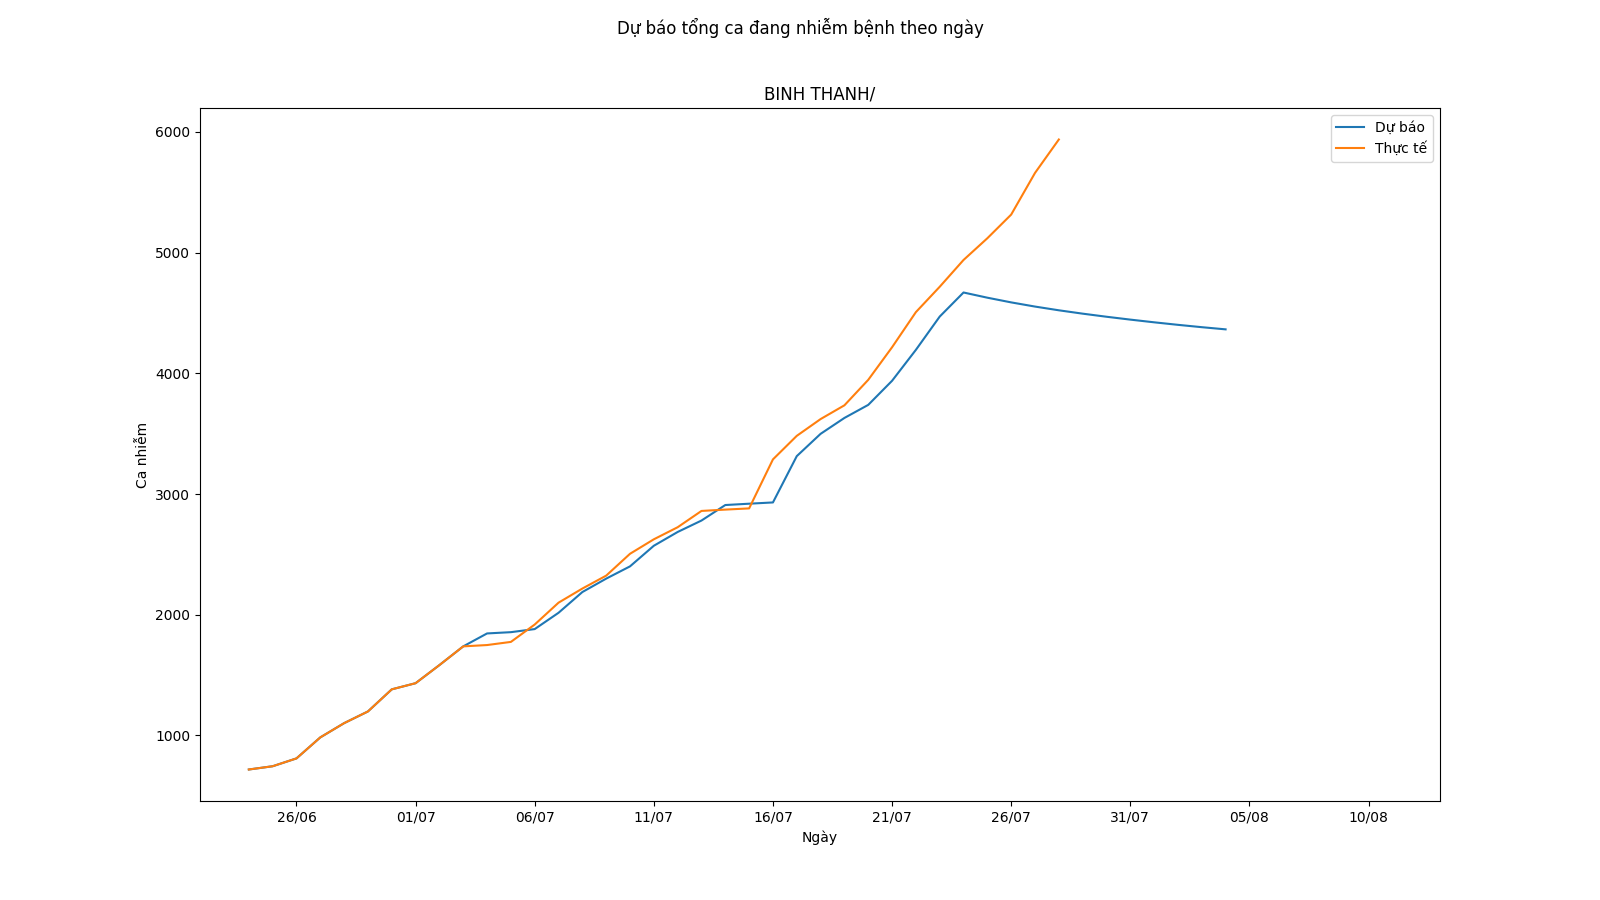 Dự báo tổng ca đang nhiễm bệnh theo ngày
BINH THANH/
Dự báo
Thực tế
6000
5000
4000
3000
2000
1000
Ca nhiễm
26/06 01/07 06/07 11/07 16/07 21/07 26/07 31/07 05/08 10/08
Ngày